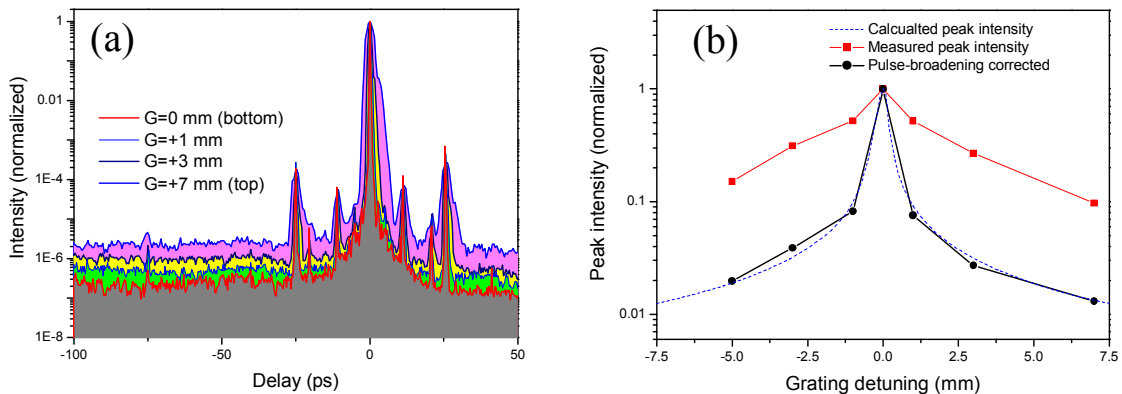 (a)
Intensity (normalized)
1
0.01
1E-4
1E-6
1E-8
G=0 mm (bottom)
G=+1 mm
G=+3 mm
G=+7 mm (top)
-100
-50
0
50
Delay (ps)
(b)
Peak intensity (normalized)
1
0.1
0.01
Calcualted peak intensity
Measured peak intensity
Pulse-broadening corrected
-7.5
-5.0
-2.5
0.0
2.5
5.0
7.5
Grating detuning (mm)